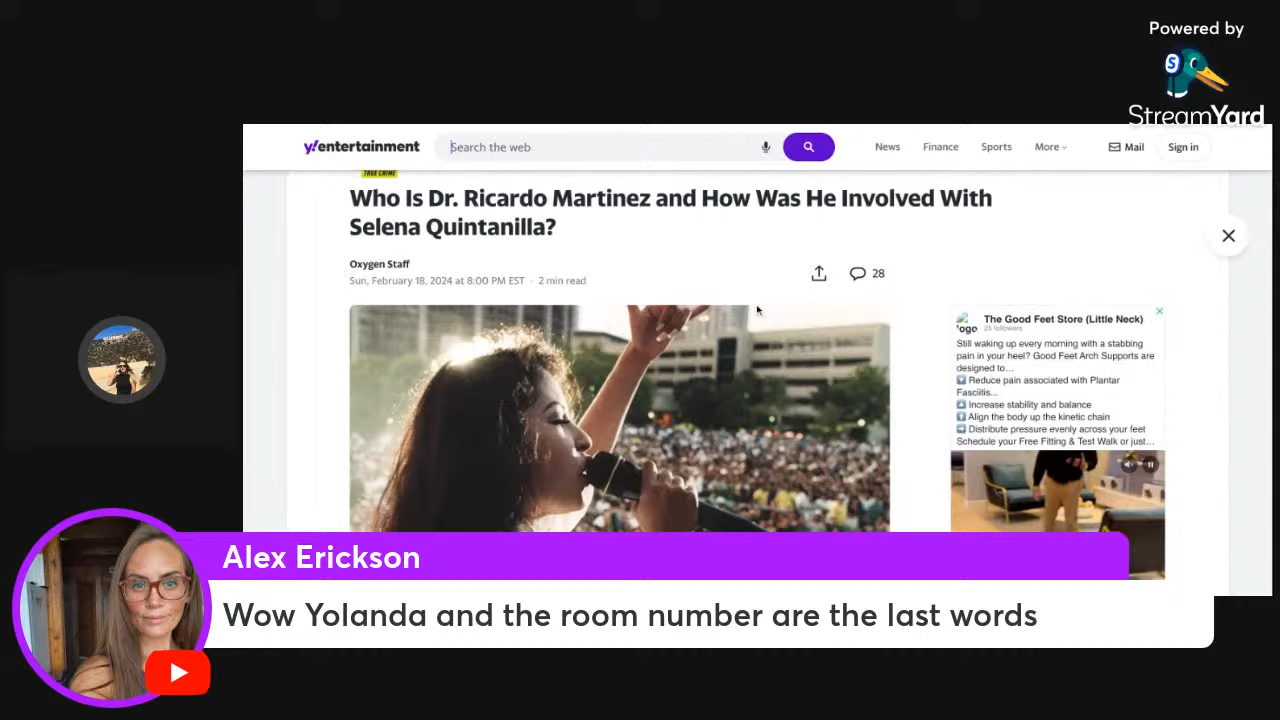 Powered by
StreamYard
y!entertainment
Search the web
News
Finance
Sports
More
Mail
Sign in
TRUE CRIME
Who Is Dr. Ricardo Martinez and How Was He Involved With
Selena Quintanilla?
Oxygen Staff
Sun, February 18, 2024 at 8:00 PM EST · 2 min read
28
The Good Feet Store (Little Neck)
25 followers
Still waking up every morning with a stabbing
pain in your heel? Good Feet Arch Supports are
designed to...
Reduce pain associated with Plantar
Fasciitis...
Increase stability and balance
Align the body up the kinetic chain
Distribute pressure evenly across your feet
Schedule your Free Fitting & Test Walk or just...
Alex Erickson
Wow Yolanda and the room number are the last words